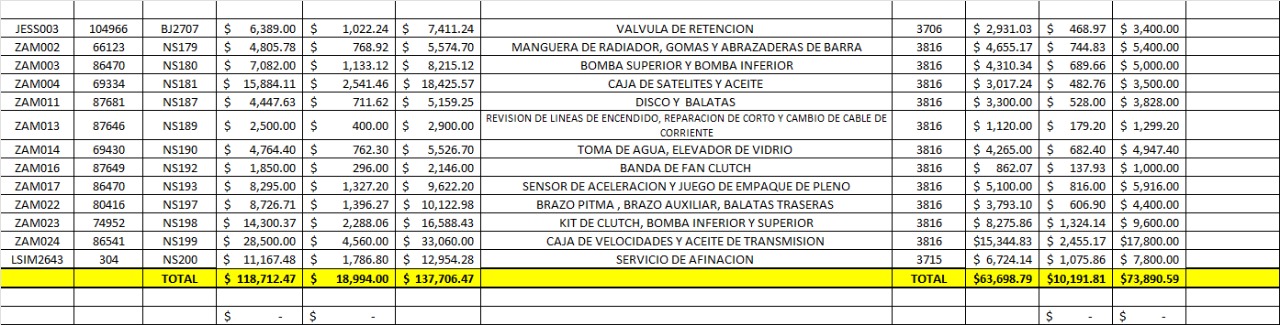 JESS003 104966 BJ2707 $ 6,389.00 $ 1,022.24 $ 7,411.24 VALVULA DE RETENCION 3706 $ 2,931.03 $ 468.97 $ 3,400.00
ZAM002 66123 NS179 $ 4,805.78 $ 768.92 $ 5,574.70 MANGUERA DE RADIADOR, GOMAS Y ABRAZADERAS DE BARRA 3816 $ 4,655.17 $ 744.83 $ 5,400.00
ZAM003 86470 NS180 $ 7,082.00 $ 1,133.12 $ 8,215.12 BOMBA SUPERIOR Y BOMBA INFERIOR 3816 $ 4,310.34 $ 689.66 $ 5,000.00
ZAM004 69334 NS181 $ 15,884.11 $ 2,541.46 $ 18,425.57 CAJA DE SATELITES Y ACEITE 3816 $ 3,017.24 $ 482.76 $ 3,500.00
ZAM011 87681 NS187 $ 4,447.63 $ 711.62 $ 5,159.25 DISCO Y BALATAS 3816 $ 3,300.00 $ 528.00 $ 3,828.00
ZAM013 87646 NS189 $ 2,500.00 $ 400.00 $ 2,900.00 REVISION DE LINEAS DE ENCENDIDO, REPARACION DE CORTO Y CAMBIO DE CABLE DE
CORRIENTE 3816 $ 1,120.00 $ 179.20 $ 1,299.20
ZAM014 69430 NS190 $ 4,764.40 $ 762.30 $ 5,526.70 TOMA DE AGUA, ELEVADOR DE VIDRIO 3816 $ 4,265.00 $ 682.40 $ 4,947.40
ZAM016 87649 NS192 $ 1,850.00 $ 296.00 $ 2,146.00 BANDA DE FAN CLUTCH 3816 $ 862.07 $ 137.93 $ 1,000.00
ZAM017 86470 NS193 $ 8,295.00 $ 1,327.20 $ 9,622.20 SENSOR DE ACELERACION Y JUEGO DE EMPAQUE DE PLENO 3816 $ 5,100.00 $ 816.00 $ 5,916.00
ZAM022 80416 NS197 $ 8,726.71 $ 1,396.27 $ 10,122.98 BRAZO PITMA , BRAZO AUXILIAR, BALATAS TRASERAS 3816 $ 3,793.10 $ 606.90 $ 4,400.00
ZAM023 74952 NS198 $ 14,300.37 $ 2,288.06 $ 16,588.43 KIT DE CLUTCH, BOMBA INFERIOR Y SUPERIOR 3816 $ 8,275.86 $ 1,324.14 $ 9,600.00
ZAM024 86541 NS199 $ 28,500.00 $ 4,560.00 $ 33,060.00 CAJA DE VELOCIDADES Y ACEITE DE TRANSMISION 3816 $15,344.83 $ 2,455.17 $17,800.00
LSIM2643 304 NS200 $ 11,167.48 $ 1,786.80 $ 12,954.28 SERVICIO DE AFINACION 3715 $ 6,724.14 $ 1,075.86 $ 7,800.00
TOTAL $ 118,712.47 $ 18,994.00 $ 137,706.47 TOTAL $63,698.79 $10,191.81 $73,890.59
$ - $ - $ - $ -